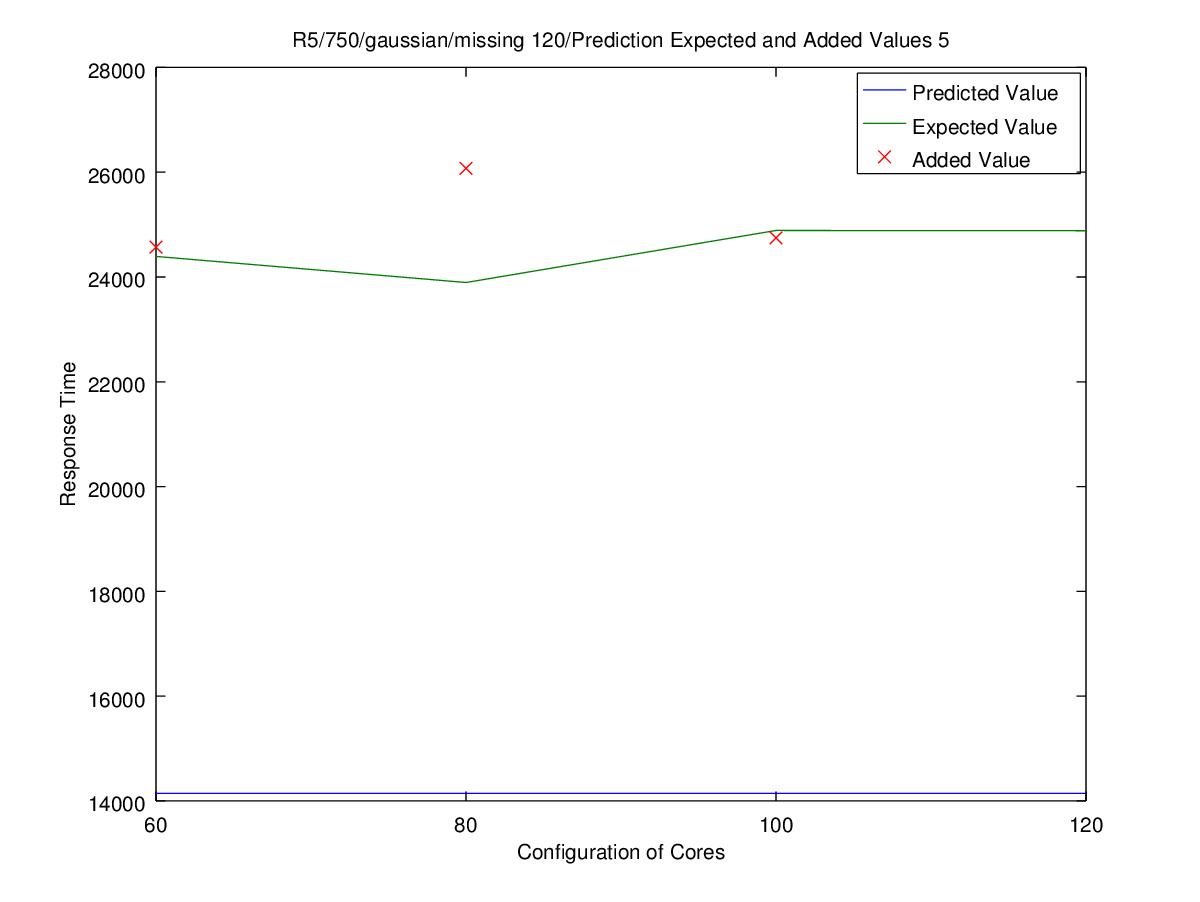 R5/750/gaussian/missing 120/Prediction Expected and Added Values 5
28000
Predicted Value
Expected Value
Added Value
26000
24000
22000
20000
18000
16000
14000
Response Time
60 80 100 120
Configuration of Cores